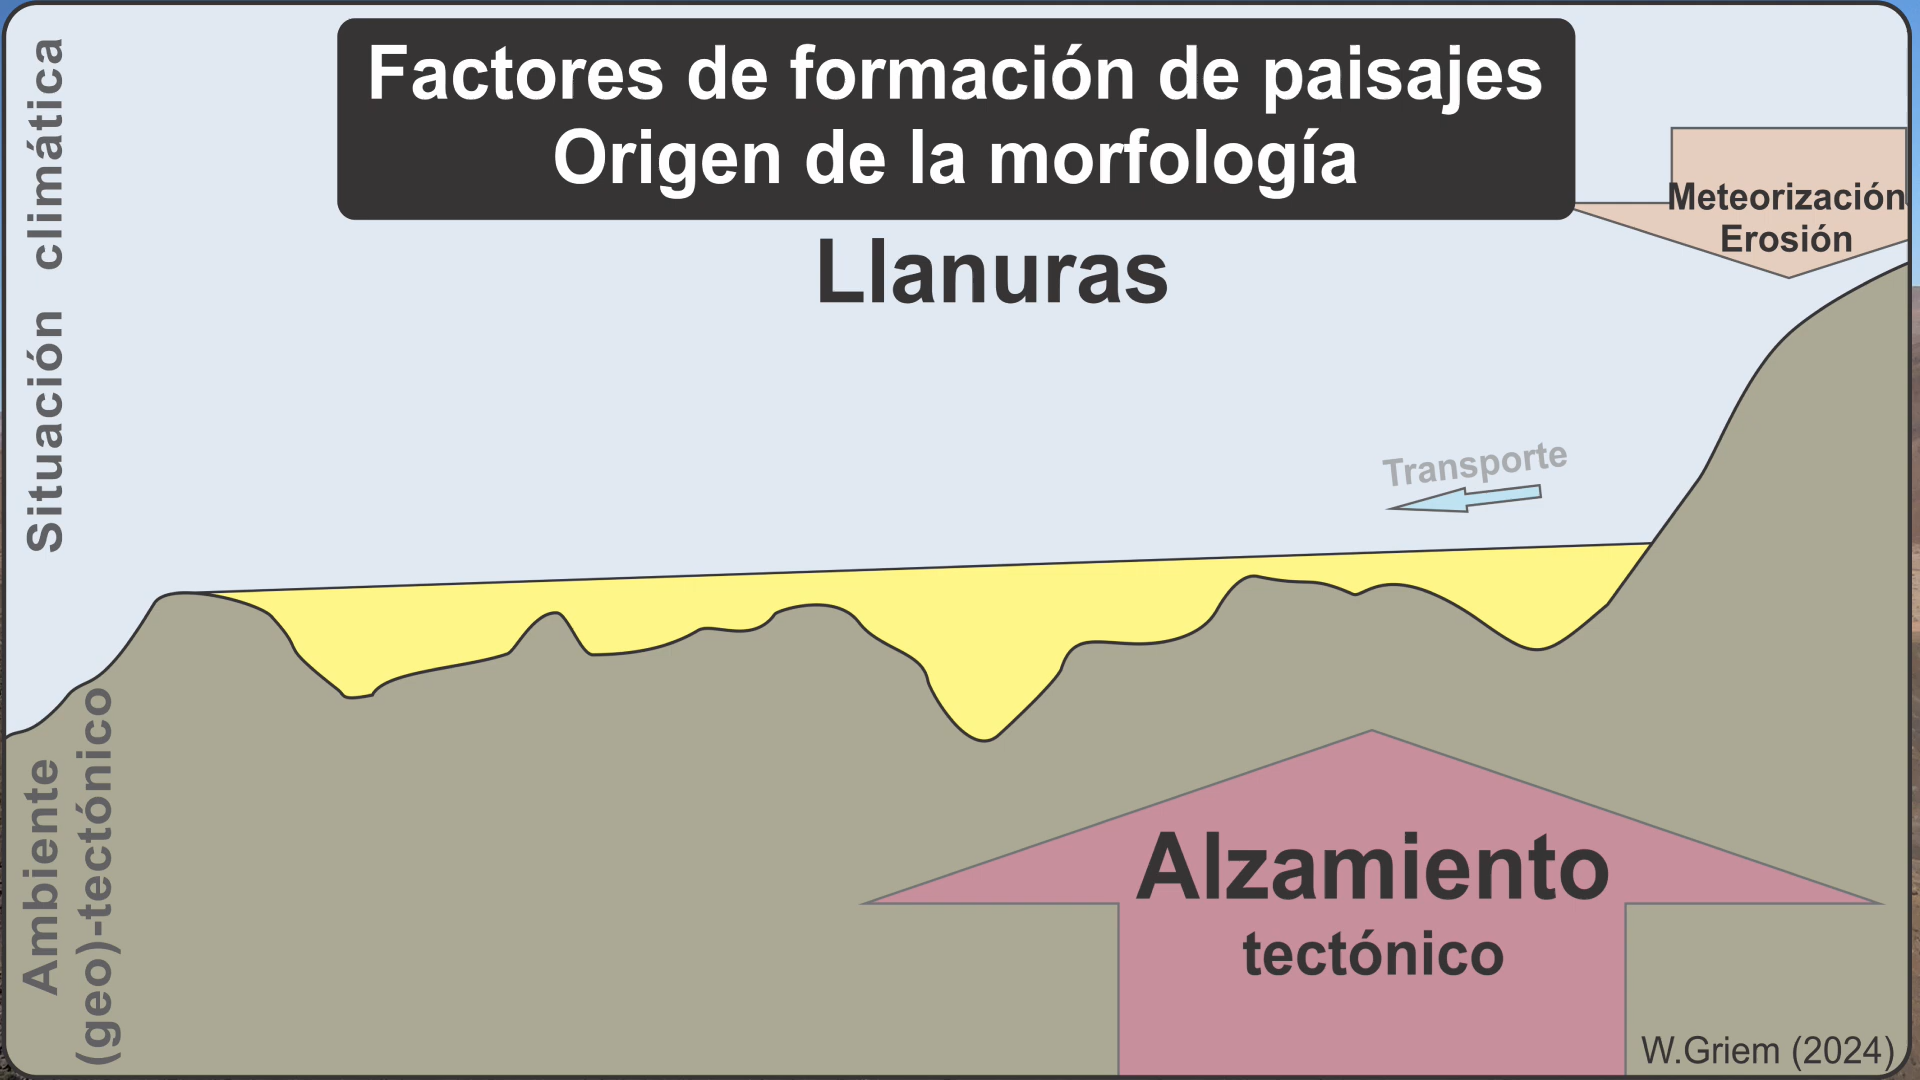 Factores de formación de paisajes
Origen de la morfología
Llanuras
Situación climática
Meteorización
Erosión
Transporte
Ambiente
(geo)-tectónico
Alzamiento
tectónico
W.Griem (2024)